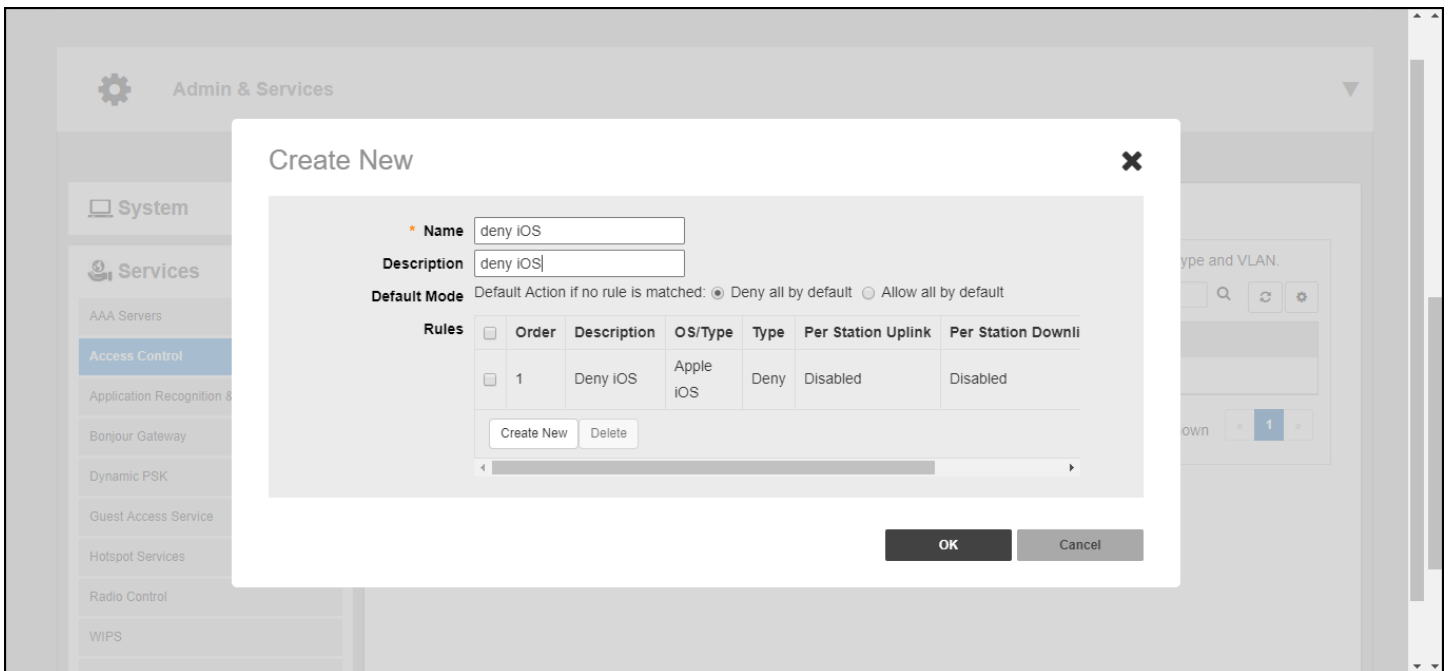 Admin & Services
Create New
System
* Name deny iOS
Description deny iOS
ype and VLAN.
Services
Default Mode Default Action if no rule is matched: Deny all by default Allow all by default
AAA Servers
Rules Order Description OS/Type Type Per Station Uplink Per Station Downli
Access Control
1 Deny iOS Apple iOS Deny Disabled Disabled
Application Recognition &
Bonjour Gateway
Create New Delete
own « 1 »
Dynamic PSK
Guest Access Service
OK Cancel
Hotspot Services
Radio Control
WIPS